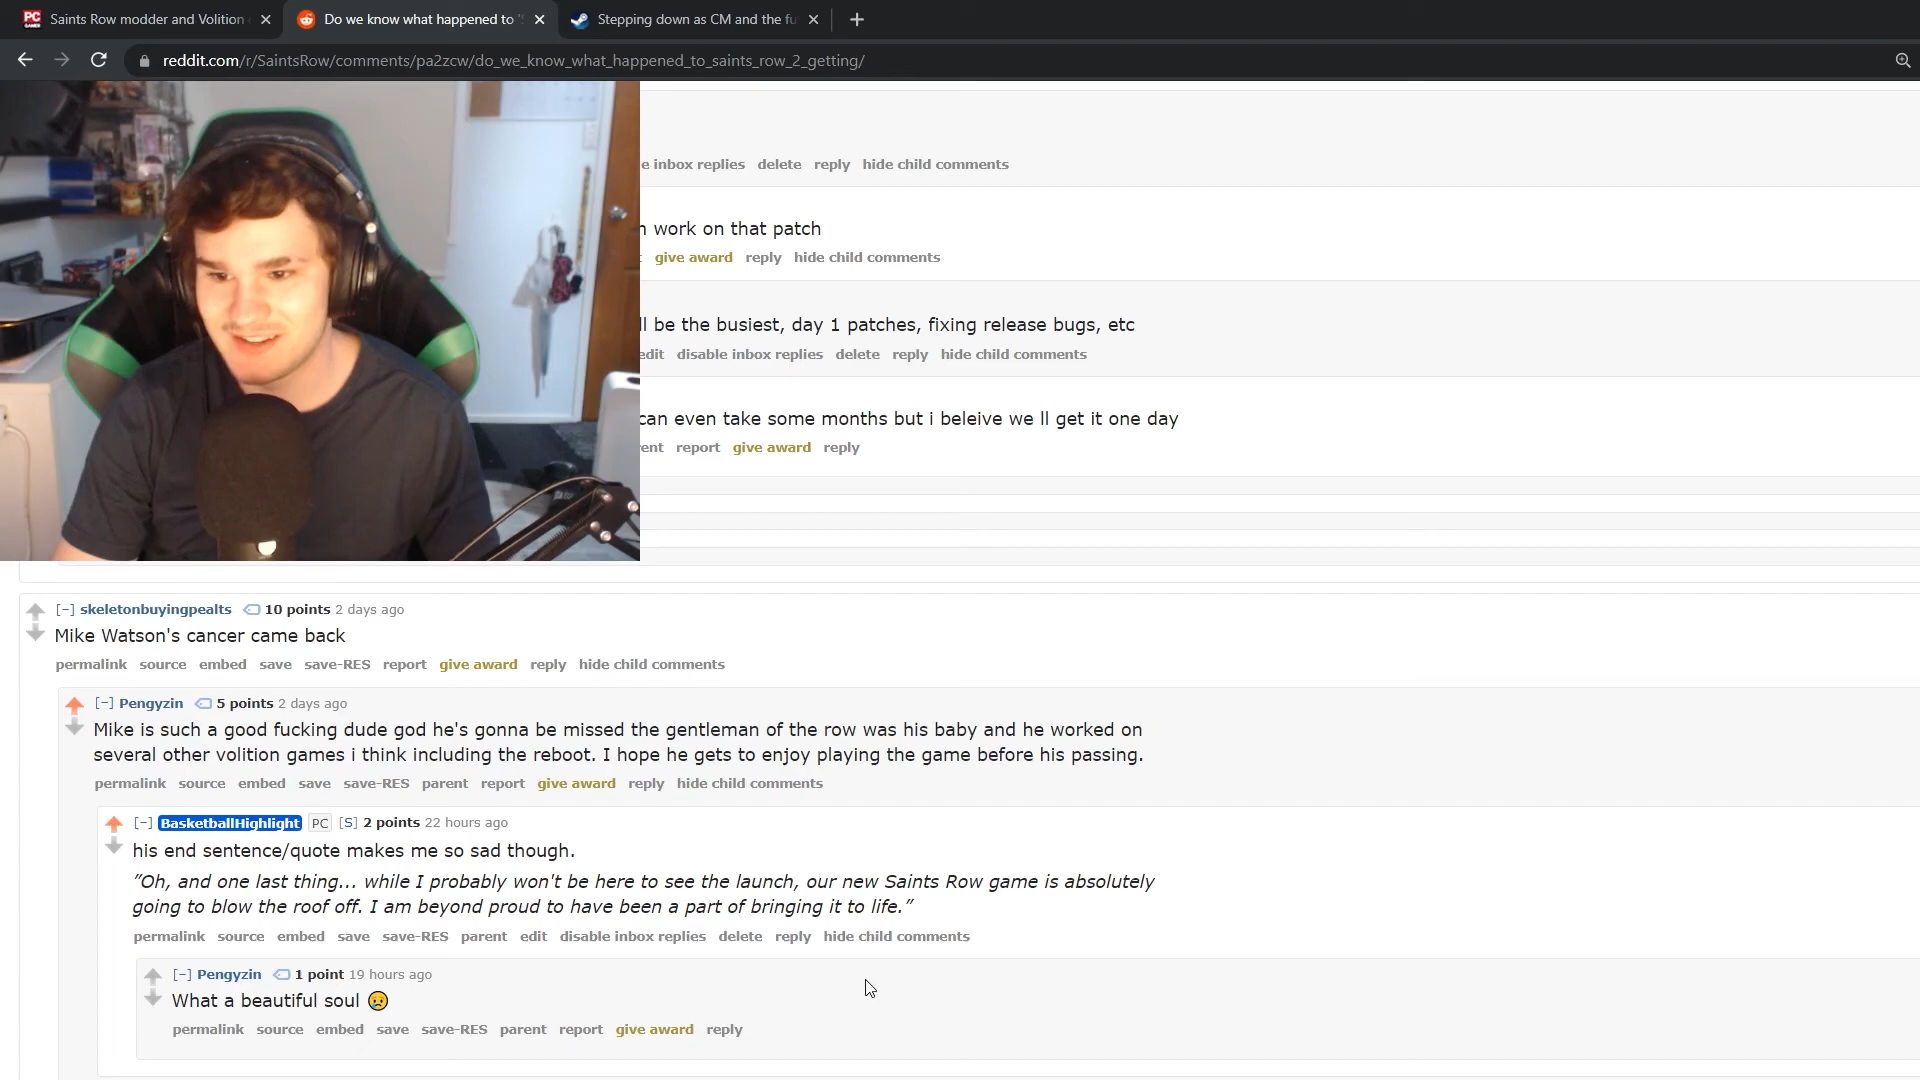 PC GAMER Saints Row modder and Volition
Do we know what happened to 'S
Stepping down as CM and the fu
reddit.com/r/SaintsRow/comments/pa2zcw/do_we_know_what_happened_to_saints_row_2_getting/
inbox replies delete reply hide child comments
work on that patch
give award reply hide child comments
be the busiest, day 1 patches, fixing release bugs, etc
edit disable inbox replies delete reply hide child comments
can even take some months but i beleive we ll get it one day
report give award reply
[-] skeletonbuyingpealts 10 points 2 days ago
Mike Watson's cancer came back
permalink source embed save save-RES report give award reply hide child comments
[-] Pengyzin 5 points 2 days ago
Mike is such a good fucking dude god he's gonna be missed the gentleman of the row was his baby and he worked on
several other volition games i think including the reboot. I hope he gets to enjoy playing the game before his passing.
permalink source embed save save-RES parent report give award reply hide child comments
[-] BasketballHighlight PC [S] 2 points 22 hours ago
his end sentence/quote makes me so sad though.
"Oh, and one last thing... while I probably won't be here to see the launch, our new Saints Row game is absolutely
going to blow the roof off. I am beyond proud to have been a part of bringing it to life."
permalink source embed save save-RES parent edit disable inbox replies delete reply hide child comments
[-] Pengyzin 1 point 19 hours ago
What a beautiful soul 😢
permalink source embed save save-RES parent report give award reply